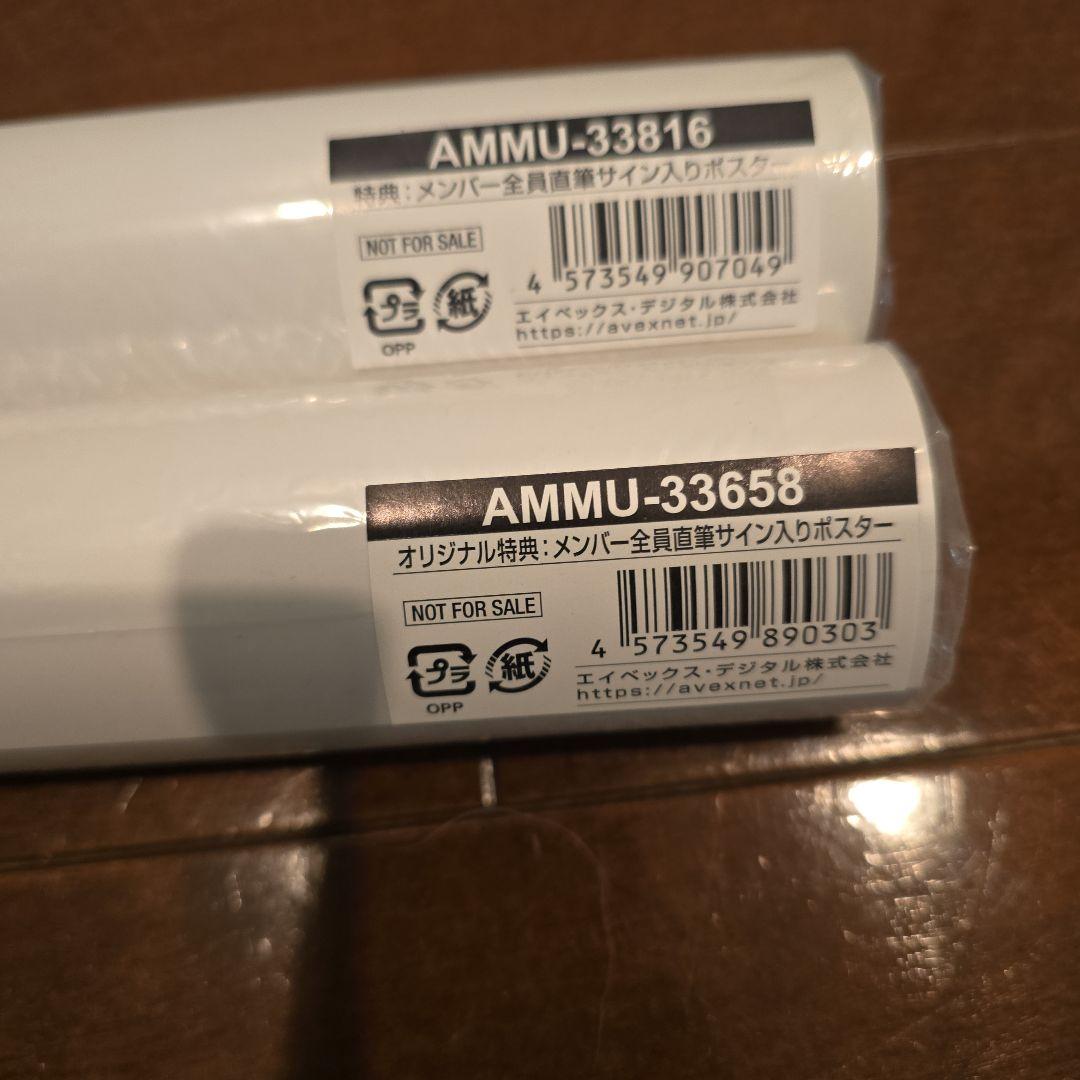 AMMU-33816
特典：メンバー全員直筆サイン入りポスター
NOT FOR SALE
4 573549 907049
プラ
紙
OPP
エイベックス・デジタル株式会社
https://avexnet.jp/
AMMU-33658
オリジナル特典：メンバー全員直筆サイン入りポスター
NOT FOR SALE
4 573549 890303
プラ
紙
OPP
エイベックス・デジタル株式会社
https://avexnet.jp/